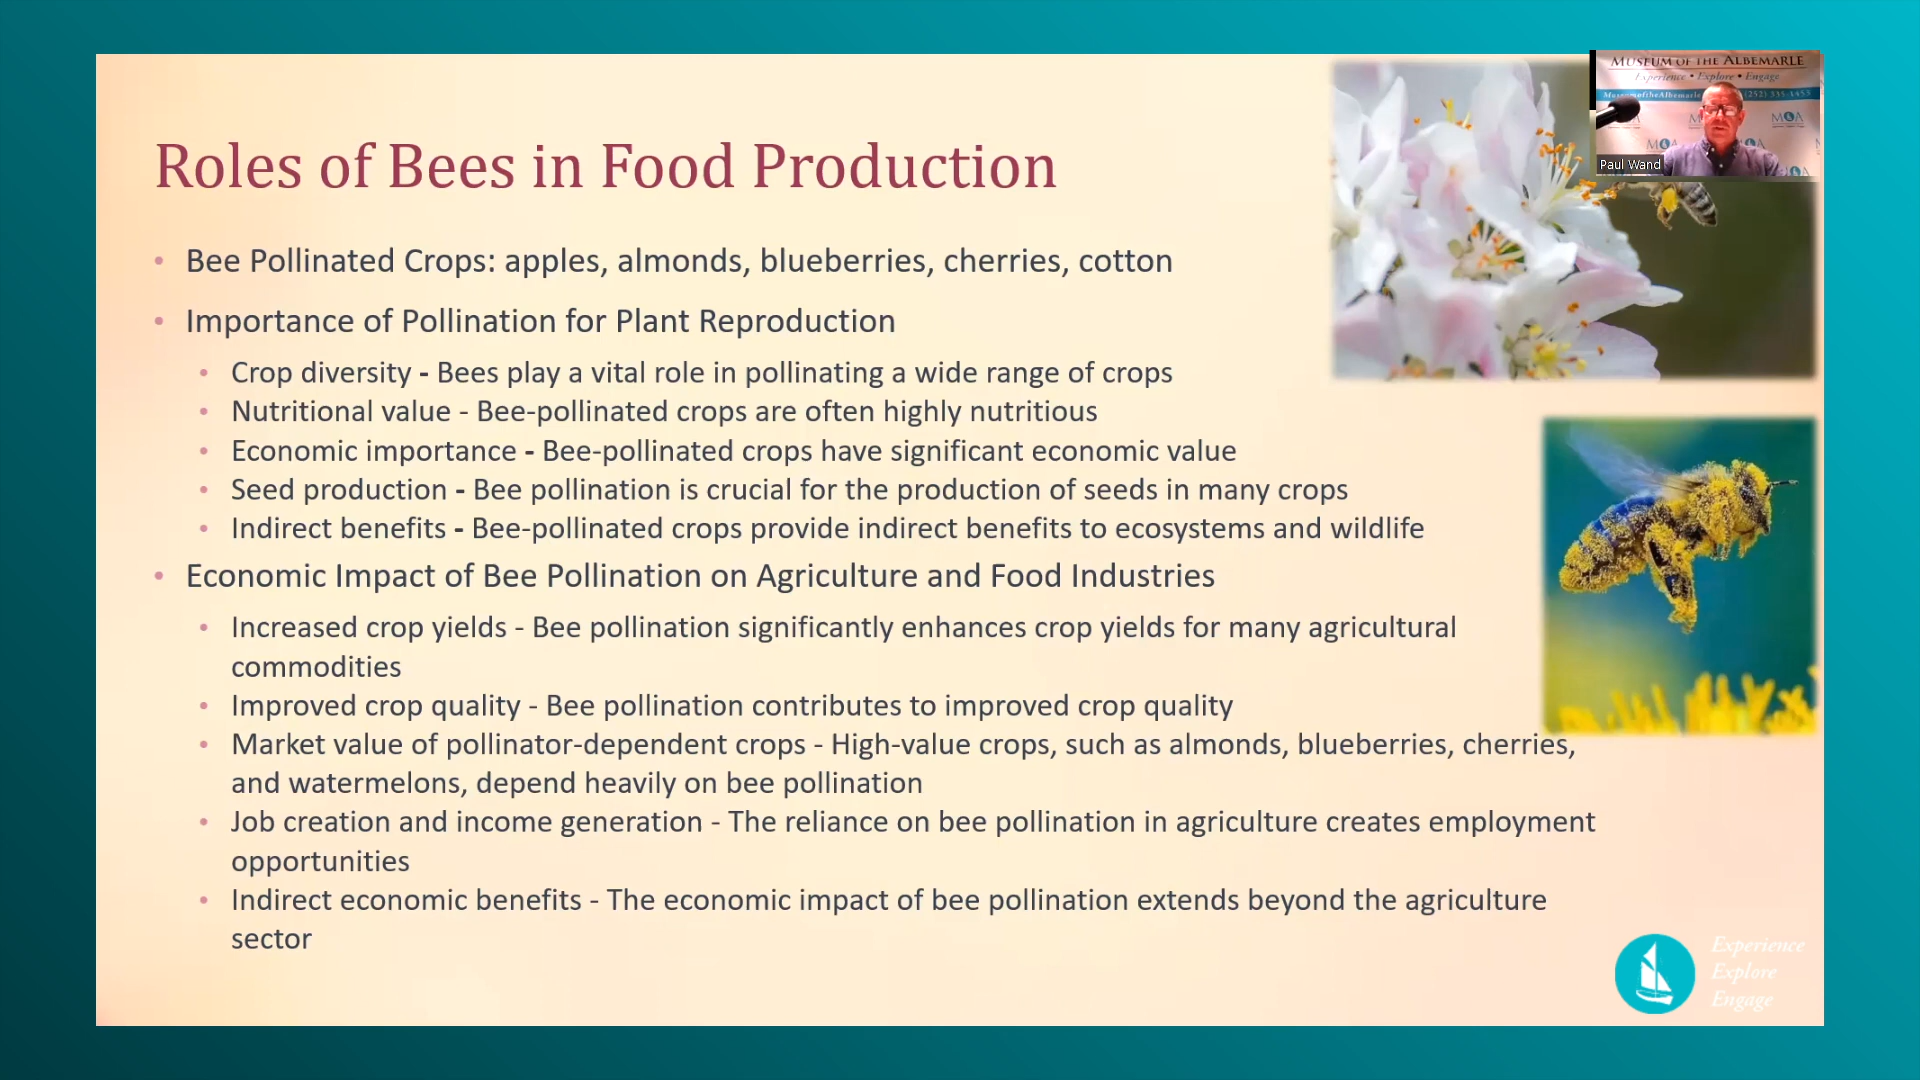 Roles of Bees in Food Production
• Bee Pollinated Crops: apples, almonds, blueberries, cherries, cotton
• Importance of Pollination for Plant Reproduction
• Crop diversity - Bees play a vital role in pollinating a wide range of crops
• Nutritional value - Bee-pollinated crops are often highly nutritious
• Economic importance - Bee-pollinated crops have significant economic value
• Seed production - Bee pollination is crucial for the production of seeds in many crops
• Indirect benefits - Bee-pollinated crops provide indirect benefits to ecosystems and wildlife
• Economic Impact of Bee Pollination on Agriculture and Food Industries
• Increased crop yields - Bee pollination significantly enhances crop yields for many agricultural
commodities
• Improved crop quality - Bee pollination contributes to improved crop quality
• Market value of pollinator-dependent crops - High-value crops, such as almonds, blueberries, cherries,
and watermelons, depend heavily on bee pollination
• Job creation and income generation - The reliance on bee pollination in agriculture creates employment
opportunities
• Indirect economic benefits - The economic impact of bee pollination extends beyond the agriculture
sector
MUSEUM OF THE ALBEMARLE
Experience • Explore • Engage
MuseumoftheAlbemarle (252) 335-1453
MOA
Paul Wand
Experience
Explore
Engage